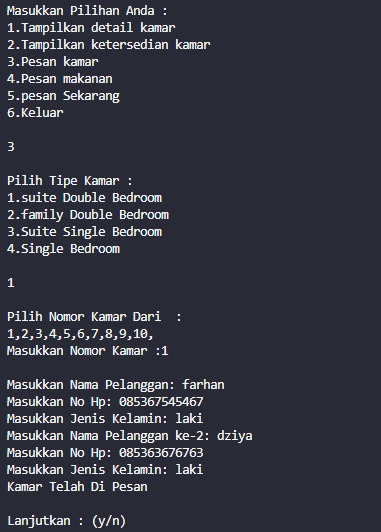 Masukkan Pilihan Anda :
1.Tampilkan detail kamar
2.Tampilkan ketersedian kamar
3.Pesan kamar
4.Pesan makanan
5.pesan Sekarang
6.Keluar
3
Pilih Tipe Kamar :
1.suite Double Bedroom
2.family Double Bedroom
3.Suite Single Bedroom
4.Single Bedroom
1
Pilih Nomor Kamar Dari  :
1,2,3,4,5,6,7,8,9,10,
Masukkan Nomor Kamar :1
Masukkan Nama Pelanggan: farhan
Masukkan No Hp: 085367545467
Masukkan Jenis Kelamin: laki
Masukkan Nama Pelanggan ke-2: dziya
Masukkan No Hp: 085363676763
Masukkan Jenis Kelamin: laki
Kamar Telah Di Pesan
Lanjutkan : (y/n)